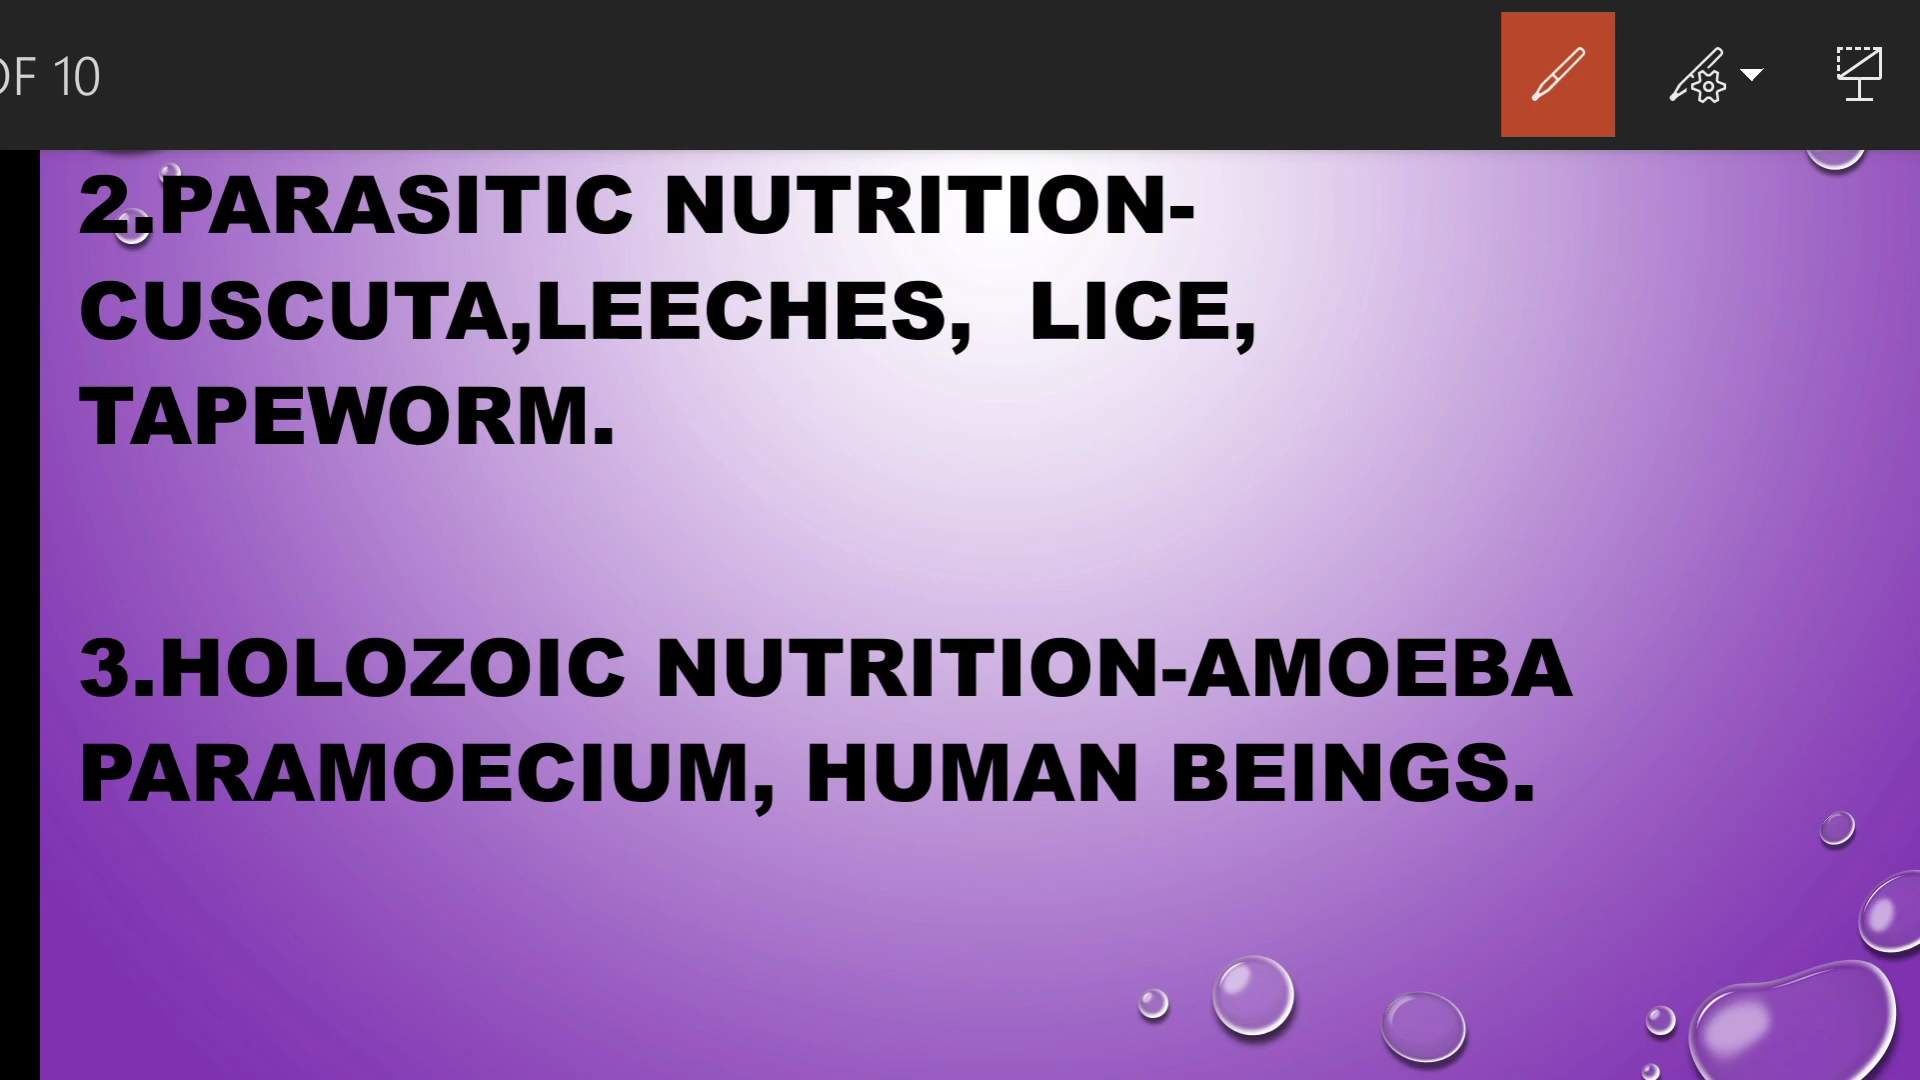 OF 10
2.PARASITIC NUTRITION-
CUSCUTA,LEECHES, LICE,
TAPEWORM.
3.HOLOZOIC NUTRITION-AMOEBA
PARAMOECIUM, HUMAN BEINGS.